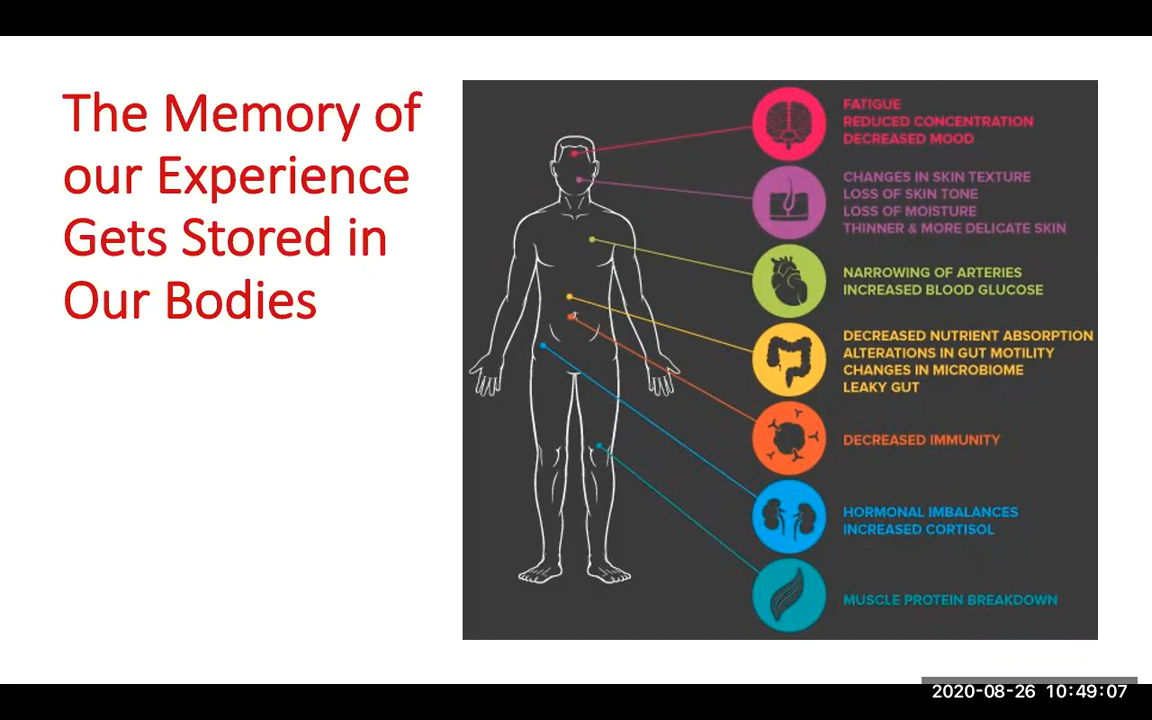 The Memory of
our Experience
Gets Stored in
Our Bodies
FATIGUE
REDUCED CONCENTRATION
DECREASED MOOD
CHANGES IN SKIN TEXTURE
LOSS OF SKIN TONE
LOSS OF MOISTURE
THINNER & MORE DELICATE SKIN
NARROWING OF ARTERIES
INCREASED BLOOD GLUCOSE
DECREASED NUTRIENT ABSORPTION
ALTERATIONS IN GUT MOTILITY
CHANGES IN MICROBIOME
LEAKY GUT
DECREASED IMMUNITY
HORMONAL IMBALANCES
INCREASED CORTISOL
MUSCLE PROTEIN BREAKDOWN
2020-08-26 10:49:07